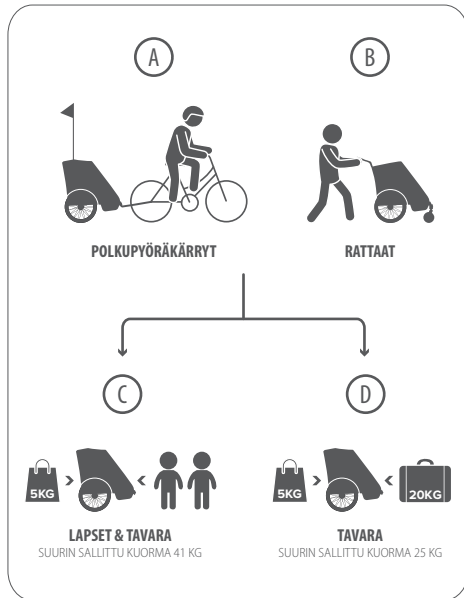 A
B
POLKUPYÖRÄKÄRRYT
RATTAAT
C
D
5KG
5KG
20KG
LAPSET & TAVARA
SUURIN SALLITTU KUORMA 41 KG
TAVARA
SUURIN SALLITTU KUORMA 25 KG